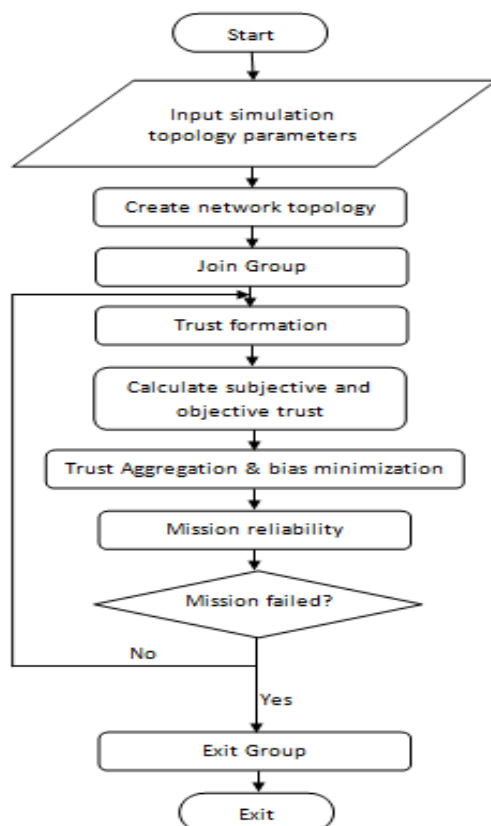 Start
Input simulation
topology parameters
Create network topology
Join Group
Trust formation
Calculate subjective and
objective trust
Trust Aggregation & bias minimization
Mission reliability
Mission failed?
No
Yes
Exit Group
Exit